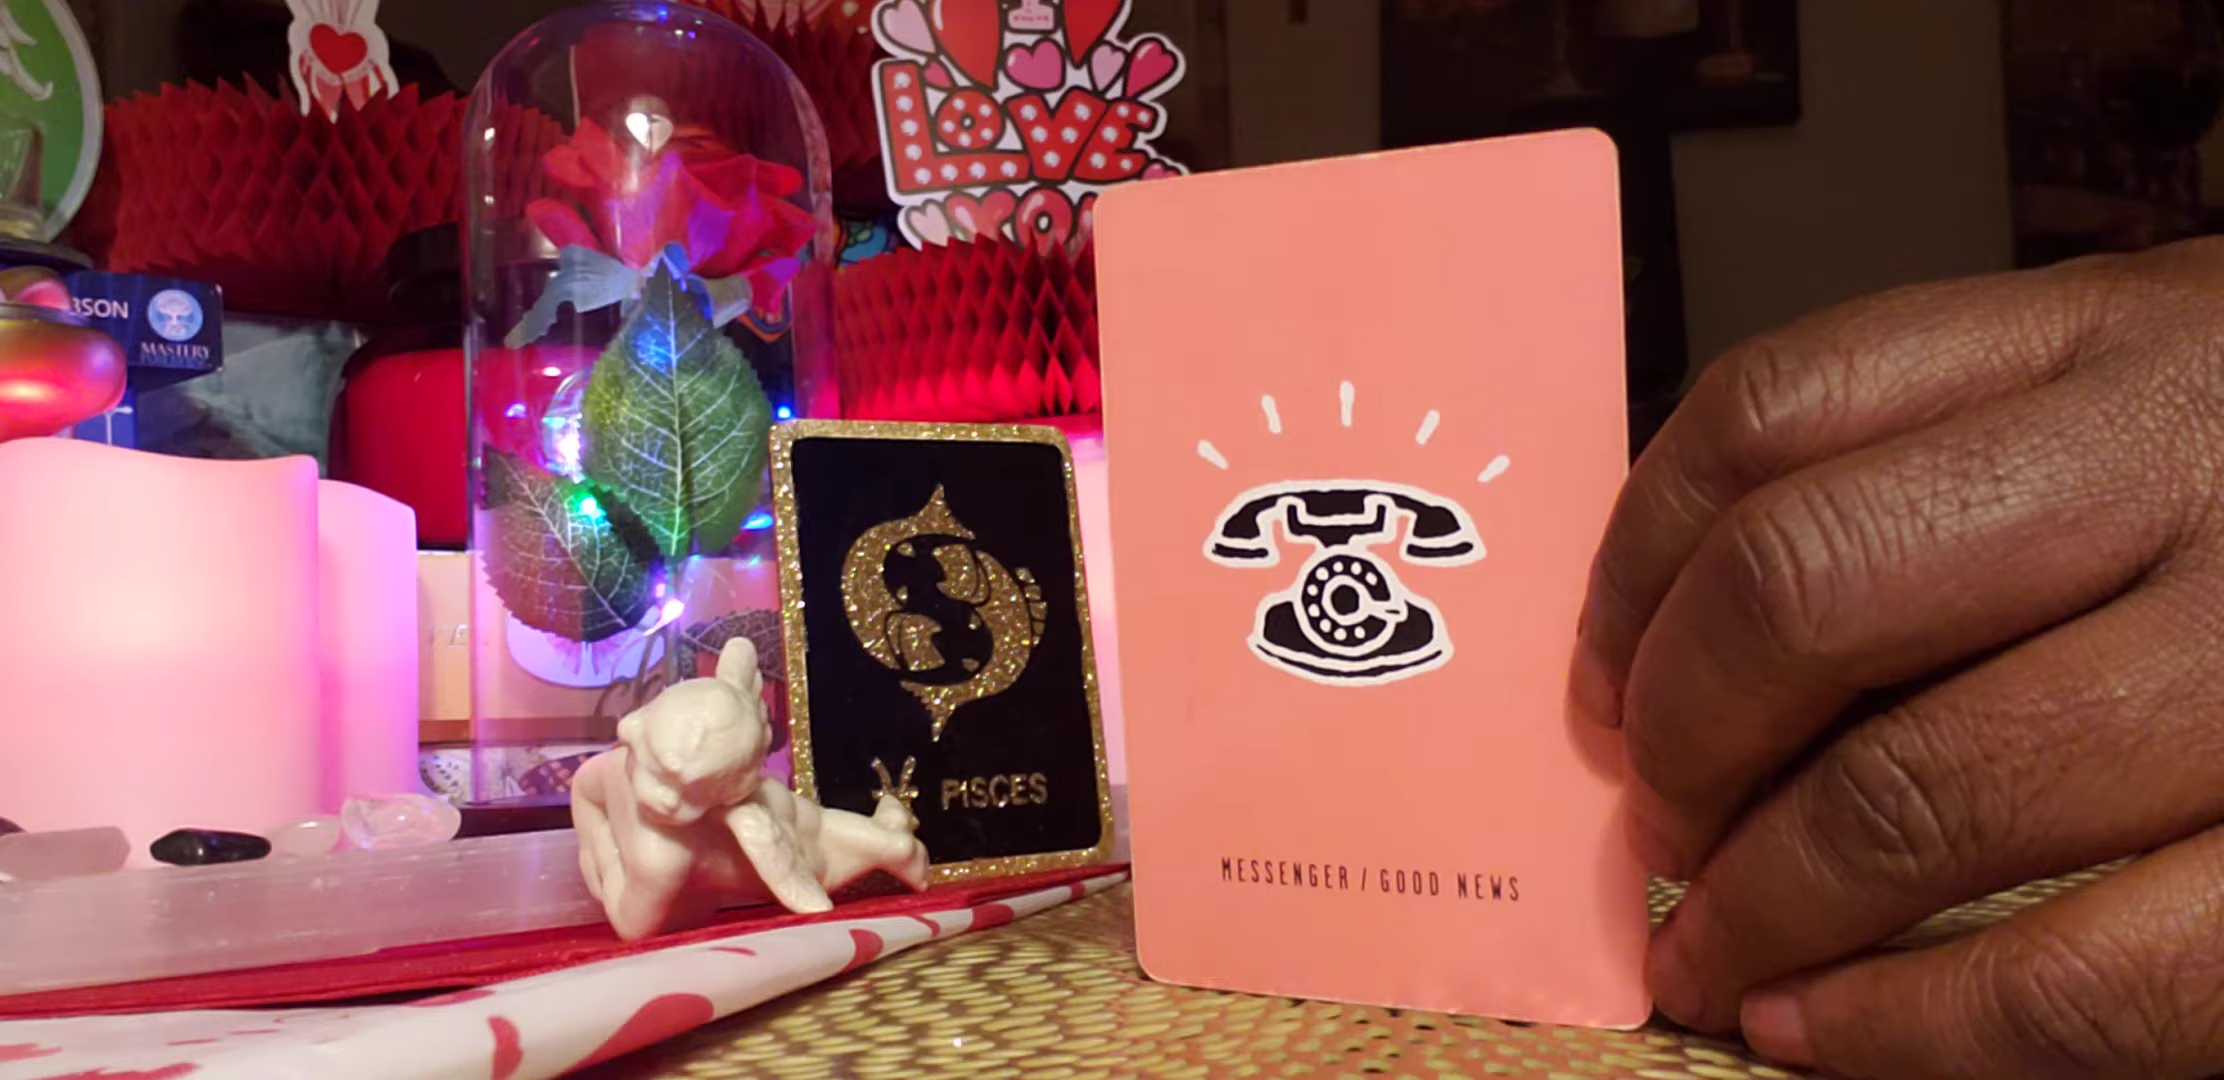 LOVE
BSON
MASTERY
PISCES
MESSENGER / GOOD NEWS